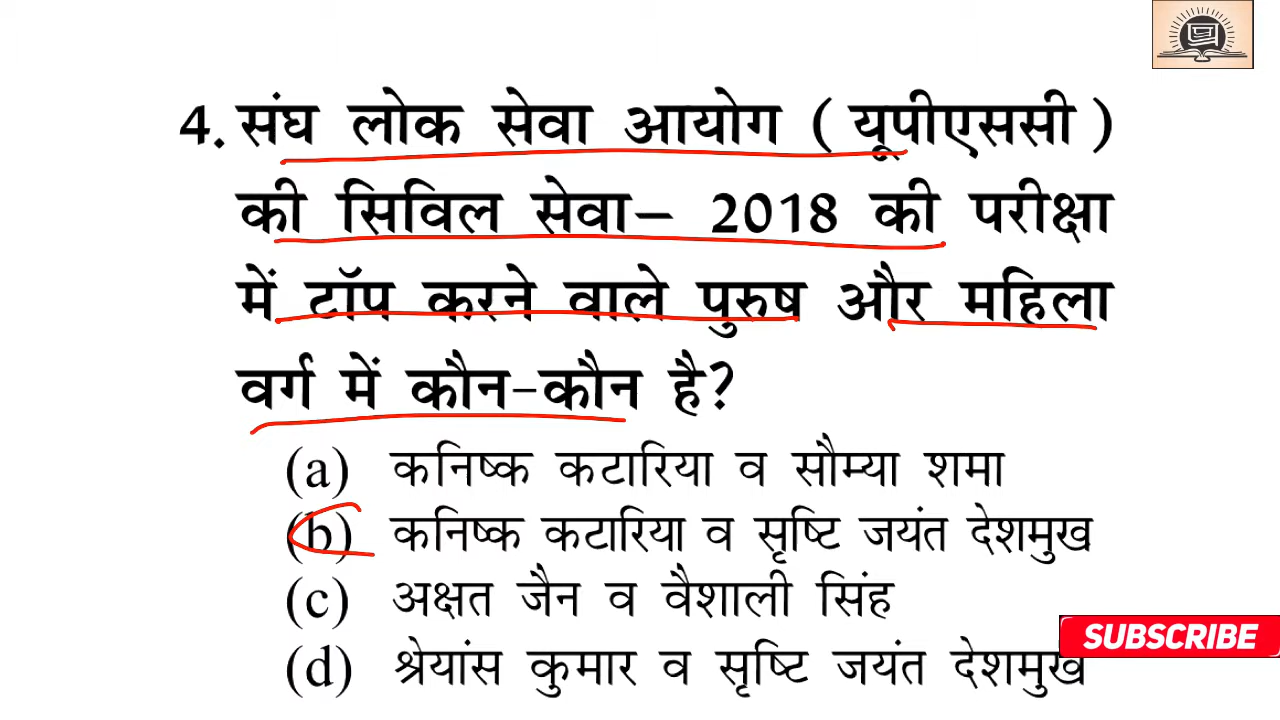 4. संघ लोक सेवा आयोग (यूपीएससी)
की सिविल सेवा– 2018 की परीक्षा
में टॉप करने वाले पुरुष और महिला
वर्ग में कौन-कौन है?
(a) कनिष्क कटारिया व सौम्या शमा
(b) कनिष्क कटारिया व सृष्टि जयंत देशमुख
(c) अक्षत जैन व वैशाली सिंह
(d) श्रेयांस कुमार व सृष्टि जयंत देशमुख
SUBSCRIBE